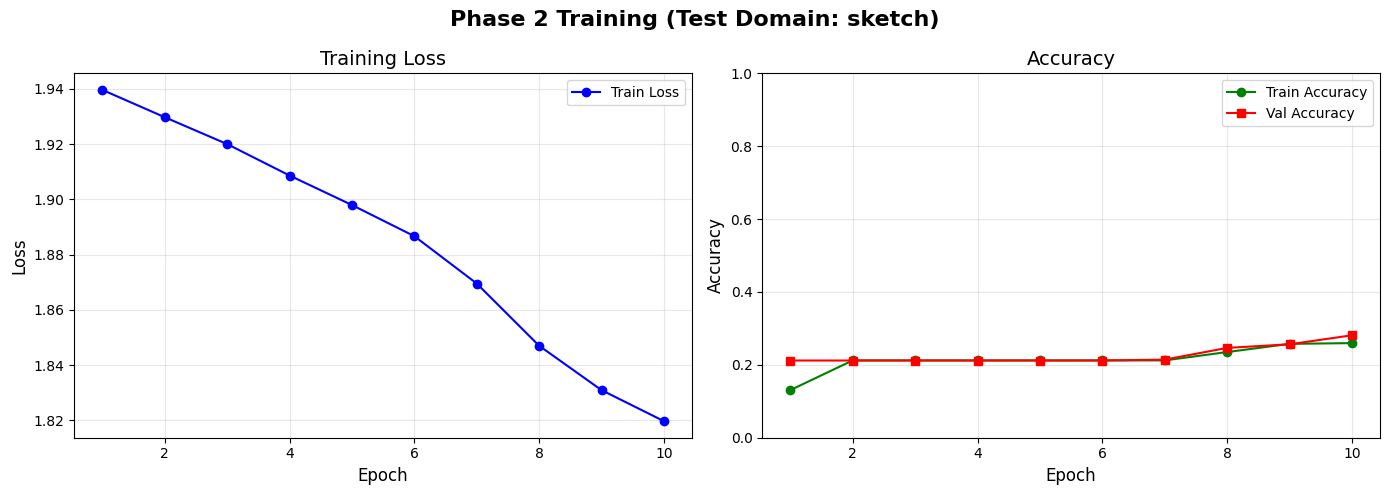 Phase 2 Training (Test Domain: sketch)
Training Loss
1.94
1.92
1.90
1.88
1.86
1.84
1.82
Loss
2
4
6
8
10
Epoch
Train Loss
Accuracy
1.0
0.8
0.6
0.4
0.2
0.0
Accuracy
2
4
6
8
10
Epoch
Train Accuracy
Val Accuracy